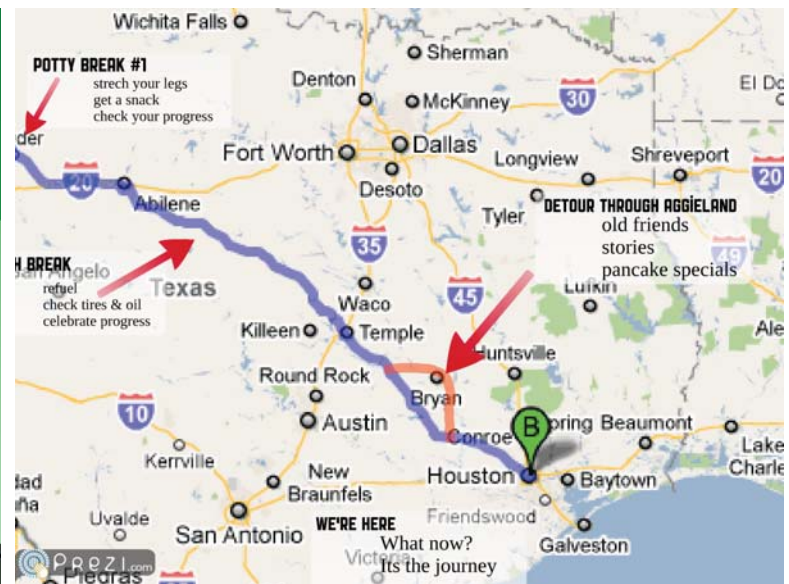 Wichita Falls
Sherman
POTTY BREAK #1
strech your legs
get a snack
check your progress
Denton
McKinney
30
El Do
der
Fort Worth
Dallas
Longview
Shreveport
20
20
Desoto
Abilene
Tyler
DETOUR THROUGH AGGIELAND
old friends
stories
pancake specials
35
49
H BREAK
San Angelo
refuel
check tires & oil
celebrate progress
Texas
45
Lufkin
Waco
Killeen
Temple
Ale
Huntsville
Round Rock
Bryan
10
Austin
B
Conroe
pring
Beaumont
Lake
Charle
Kerrville
Houston
Baytown
New
Braunfels
dad
uña
Uvalde
San Antonio
WE'RE HERE
What now?
Its the journey
Friendswood
Galveston
Victoria
Prezi.com
Piedras